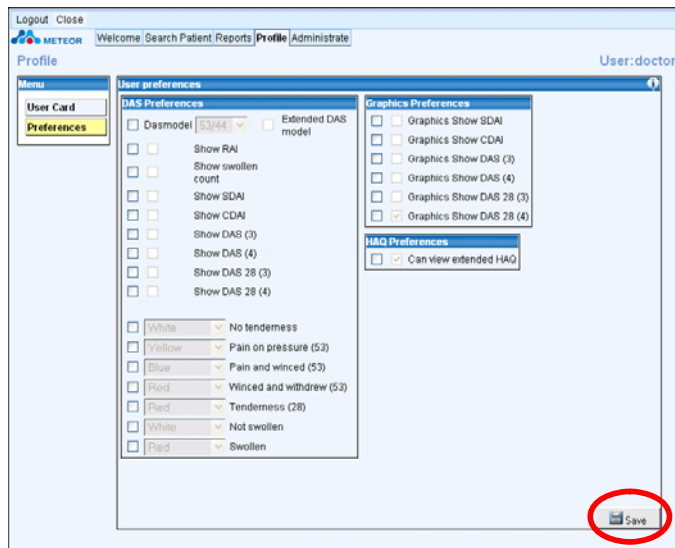 Logout Close
METEOR Welcome Search Patient Reports Profile Administrate
Profile User:doctor
Menu
User Card
Preferences
User preferences
DAS Preferences
Dasmodel 53/44 Extended DAS model
Show RAI
Show swollen count
Show SDAI
Show CDAI
Show DAS (3)
Show DAS (4)
Show DAS 28 (3)
Show DAS 28 (4)
White No tenderness
Yellow Pain on pressure (53)
Blue Pain and winced (53)
Red Winced and withdrew (53)
Red Tenderness (28)
White Not swollen
Red Swollen
Graphics Preferences
Graphics Show SDAI
Graphics Show CDAI
Graphics Show DAS (3)
Graphics Show DAS (4)
Graphics Show DAS 28 (3)
Graphics Show DAS 28 (4)
HAQ Preferences
Can view extended HAQ
Save